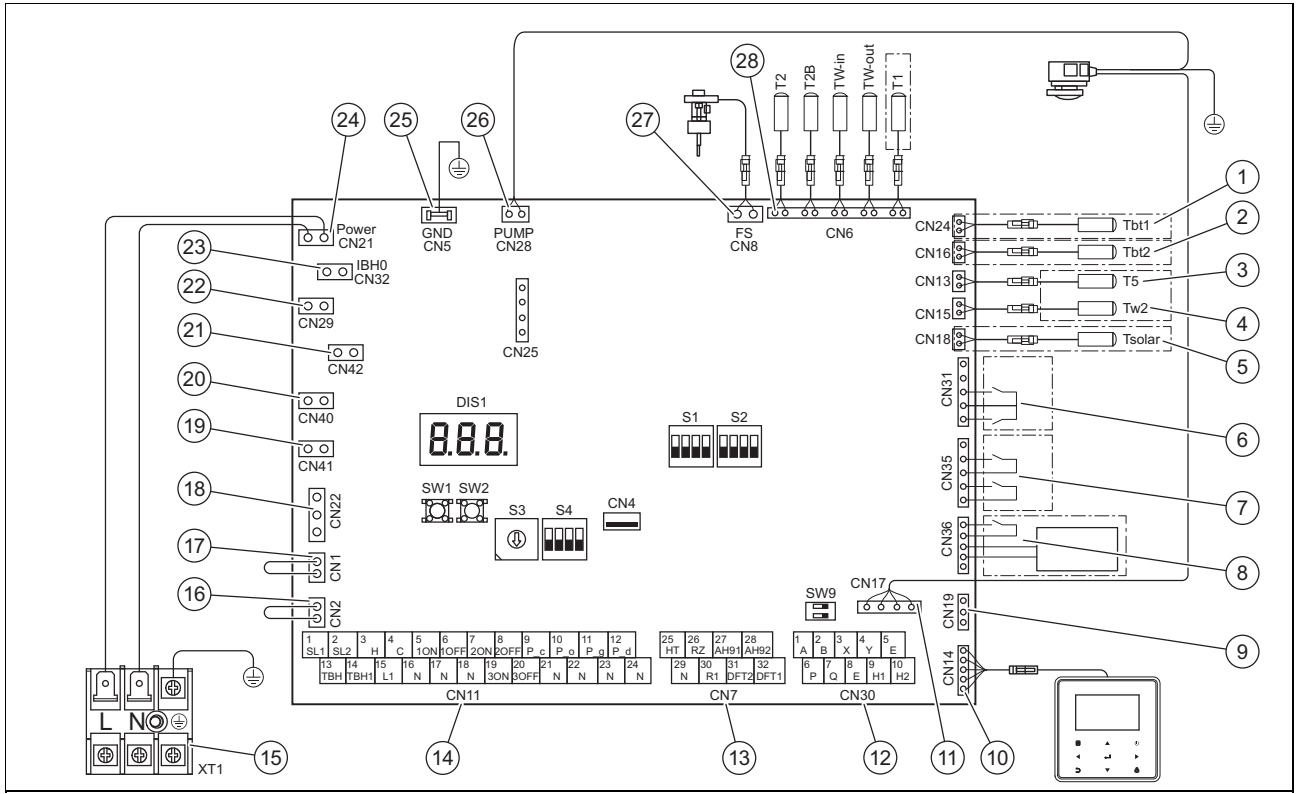 28
T2
T2B
TW-in
TW-out
T1
27
24
25
26
GND
CN5
PUMP
CN28
FS
CN8
CN6
Power
CN21
23
IBH0
CN32
22
CN29
21
CN42
20
CN40
19
CN41
18
CN22
17
CN1
16
CN2
CN25
DIS1
8.8.8.
S1 S2
SW1 SW2
S3 S4 CN4
CN24 Tbt1 1
CN16 Tbt2 2
CN13 T5 3
CN15 Tw2 4
CN18 Tsolar 5
CN31 6
CN35 7
CN36 8
CN19 9
CN14 10
CN17 11
SW9
1 2 3 4 5 6 7 8 9 10 11 12
SL1 SL2 H C 1ON 1OFF 2ON 2OFF P_c P_o P_g P_d
13 14 15 16 17 18 19 20 21 22 23 24
TBH TBH1 L1 N N N 3ON 3OFF N N N N
CN11
14
25 26 27 28
HT RZ AH91 AH92
29 30 31 32
N R1 DFT2 DFT1
CN7
13
1 2 3 4 5
A B X Y E
6 7 8 9 10
P Q E H1 H2
CN30
12
L N
XT1
15